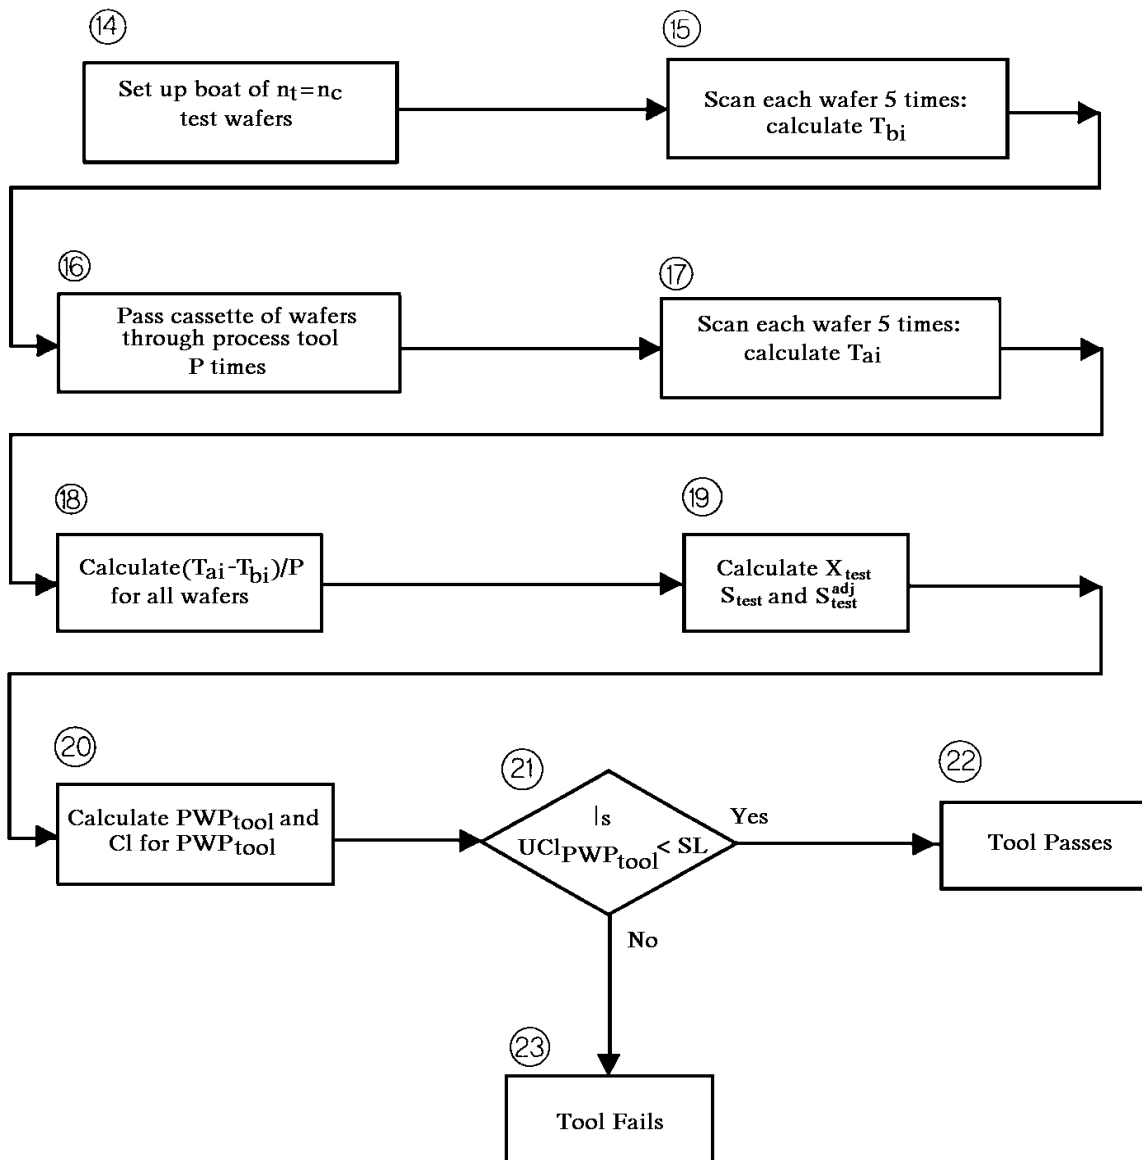 14
Set up boat of nt=nc
test wafers
15
Scan each wafer 5 times:
calculate Tbi
16
Pass cassette of wafers
through process tool
P times
17
Scan each wafer 5 times:
calculate Tai
18
Calculate(Tai-Tbi)/P
for all wafers
19
Calculate Xtest
Stest and Stest adj
20
Calculate PWPtool and
Cl for PWPtool
21
Is
UClPWPtool< SL
Yes
No
22
Tool Passes
23
Tool Fails